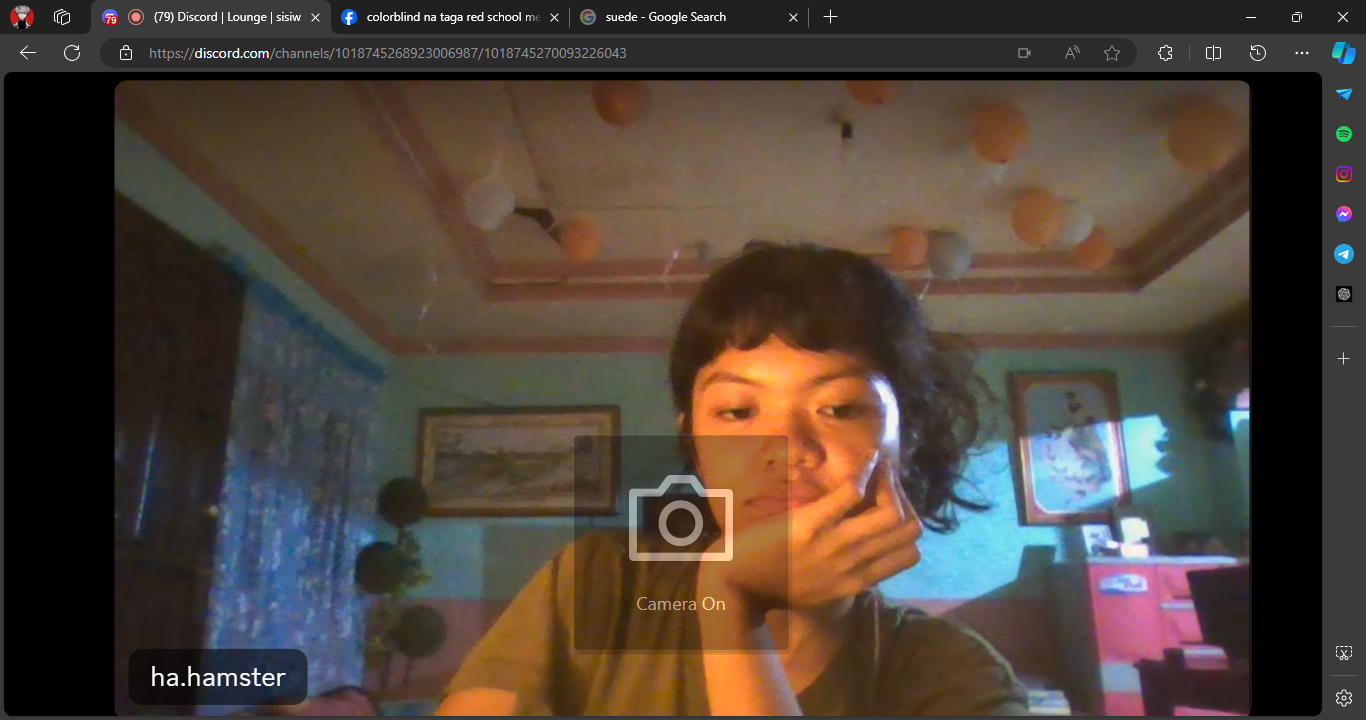 79
(79) Discord | Lounge | sisiw
colorblind na taga red school me
suede - Google Search
https://discord.com/channels/1018745268923006987/1018745270093226043
Camera On
ha.hamster